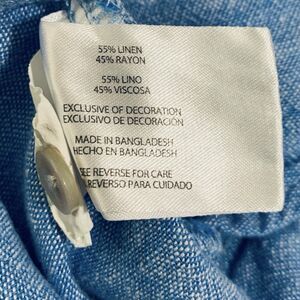 55% LINEN
45% RAYON
55% LINO
45% VISCOSA
EXCLUSIVE OF DECORATION
EXCLUSIVO DE DECORACIÓN
MADE IN BANGLADESH
HECHO EN BANGLADESH
SEE REVERSE FOR CARE
REVERSO PARA CUIDADO